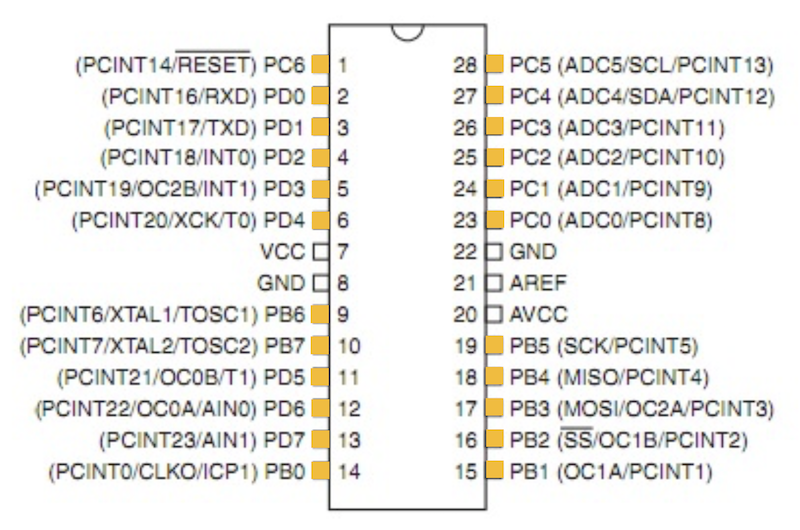 (PCINT14/RESET) PC6 1 28 PC5 (ADC5/SCL/PCINT13)
(PCINT16/RXD) PD0 2 27 PC4 (ADC4/SDA/PCINT12)
(PCINT17/TXD) PD1 3 26 PC3 (ADC3/PCINT11)
(PCINT18/INT0) PD2 4 25 PC2 (ADC2/PCINT10)
(PCINT19/OC2B/INT1) PD3 5 24 PC1 (ADC1/PCINT9)
(PCINT20/XCK/T0) PD4 6 23 PC0 (ADC0/PCINT8)
VCC 7 22 GND
GND 8 21 AREF
(PCINT6/XTAL1/TOSC1) PB6 9 20 AVCC
(PCINT7/XTAL2/TOSC2) PB7 10 19 PB5 (SCK/PCINT5)
(PCINT21/OC0B/T1) PD5 11 18 PB4 (MISO/PCINT4)
(PCINT22/OC0A/AIN0) PD6 12 17 PB3 (MOSI/OC2A/PCINT3)
(PCINT23/AIN1) PD7 13 16 PB2 (SS/OC1B/PCINT2)
(PCINT0/CLKO/ICP1) PB0 14 15 PB1 (OC1A/PCINT1)